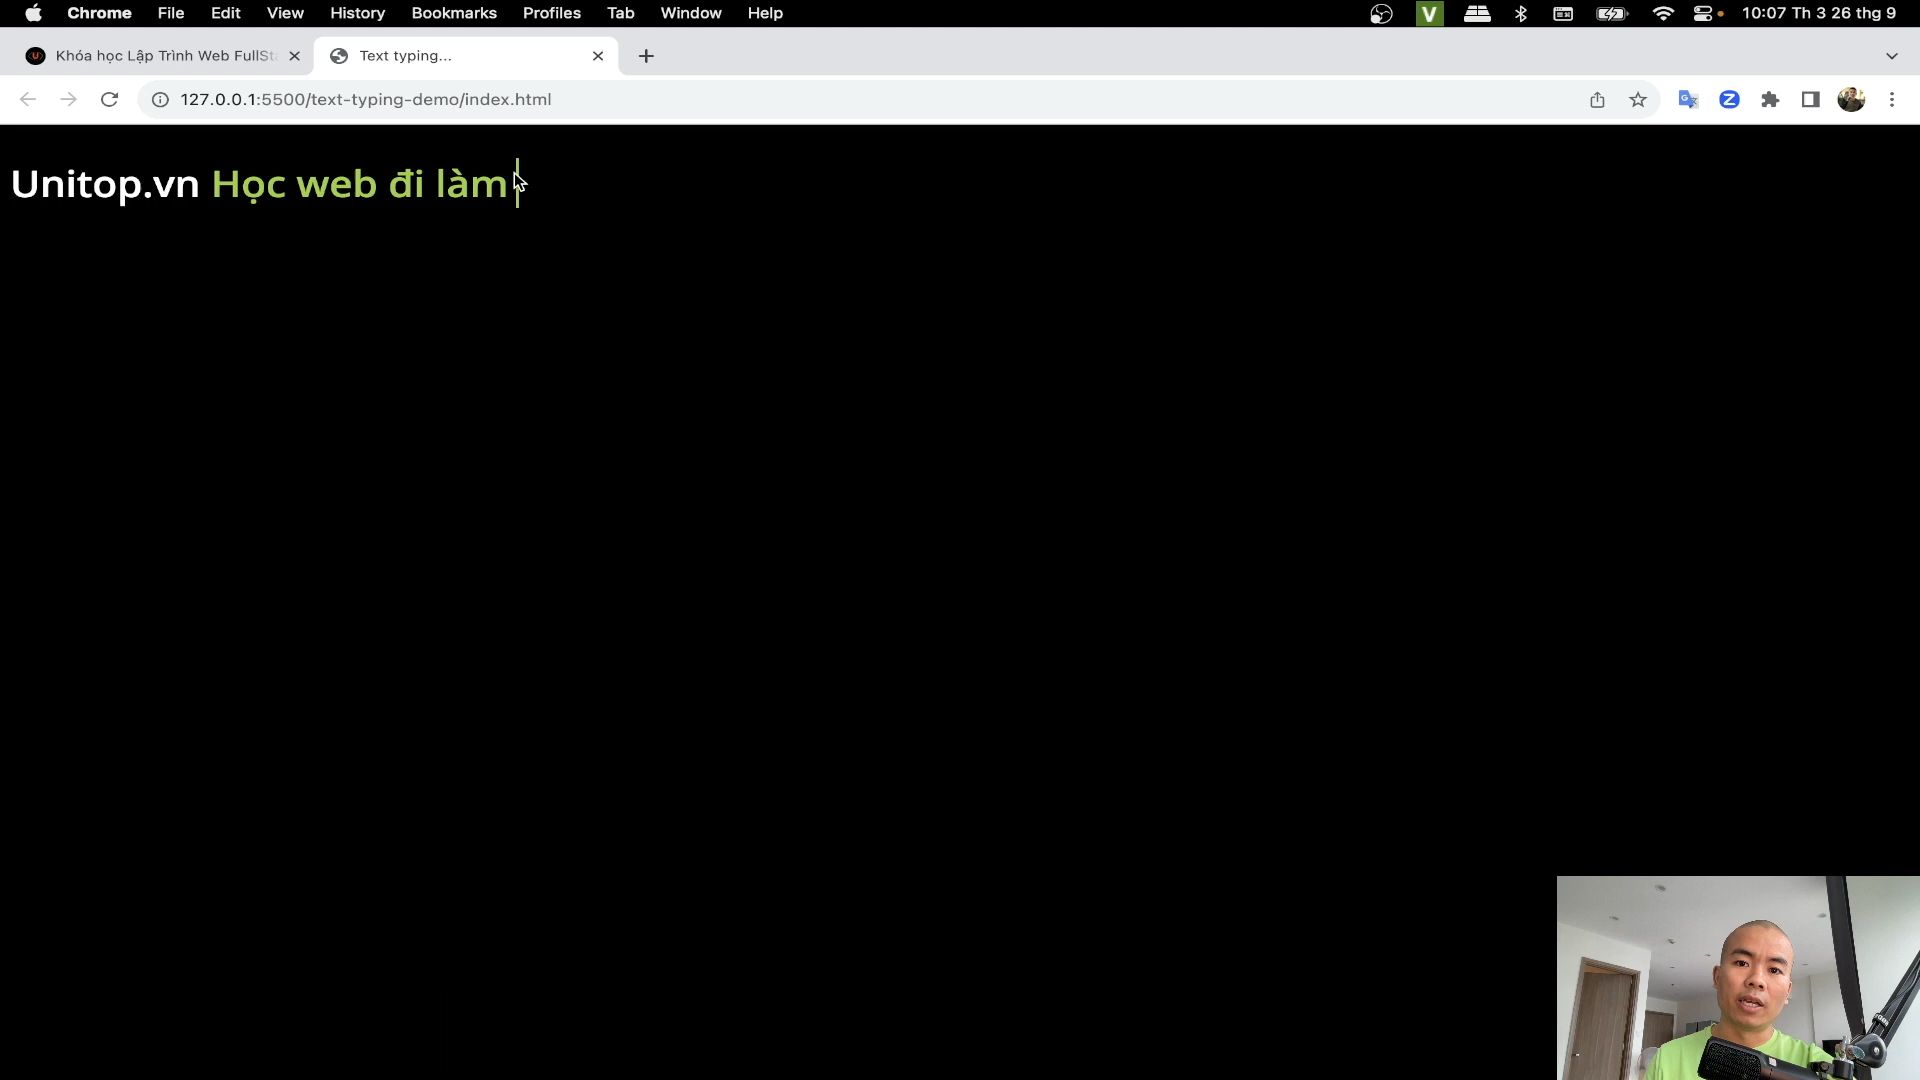 Chrome File Edit View History Bookmarks Profiles Tab Window Help V 10:07 Th 3 26 thg 9
Khóa học Lập Trình Web FullSt
Text typing...
127.0.0.1:5500/text-typing-demo/index.html
Unitop.vn Học web đi làm